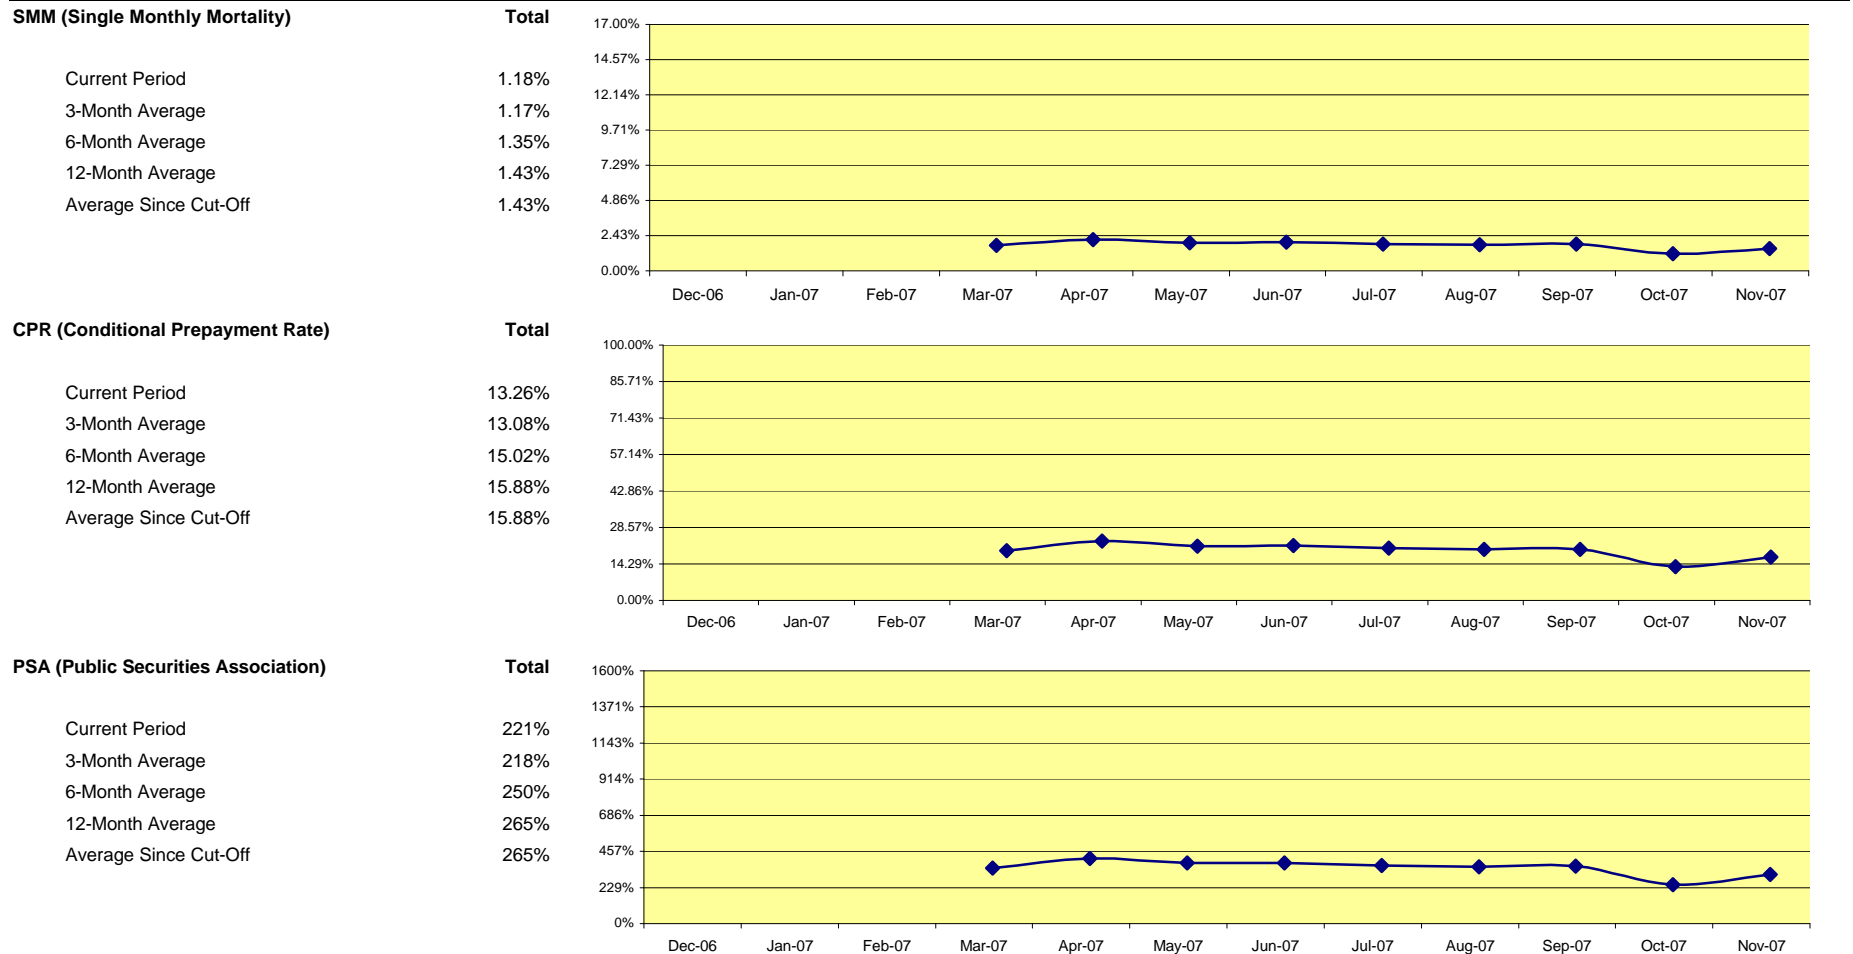 SMM (Single Monthly Mortality) Total
Current Period 1.18%
3-Month Average 1.17%
6-Month Average 1.35%
12-Month Average 1.43%
Average Since Cut-Off 1.43%
17.00%
14.57%
12.14%
9.71%
7.29%
4.86%
2.43%
0.00%
Dec-06 Jan-07 Feb-07 Mar-07 Apr-07 May-07 Jun-07 Jul-07 Aug-07 Sep-07 Oct-07 Nov-07
CPR (Conditional Prepayment Rate) Total
Current Period 13.26%
3-Month Average 13.08%
6-Month Average 15.02%
12-Month Average 15.88%
Average Since Cut-Off 15.88%
100.00%
85.71%
71.43%
57.14%
42.86%
28.57%
14.29%
0.00%
Dec-06 Jan-07 Feb-07 Mar-07 Apr-07 May-07 Jun-07 Jul-07 Aug-07 Sep-07 Oct-07 Nov-07
PSA (Public Securities Association) Total
Current Period 221%
3-Month Average 218%
6-Month Average 250%
12-Month Average 265%
Average Since Cut-Off 265%
1600%
1371%
1143%
914%
686%
457%
229%
0%
Dec-06 Jan-07 Feb-07 Mar-07 Apr-07 May-07 Jun-07 Jul-07 Aug-07 Sep-07 Oct-07 Nov-07